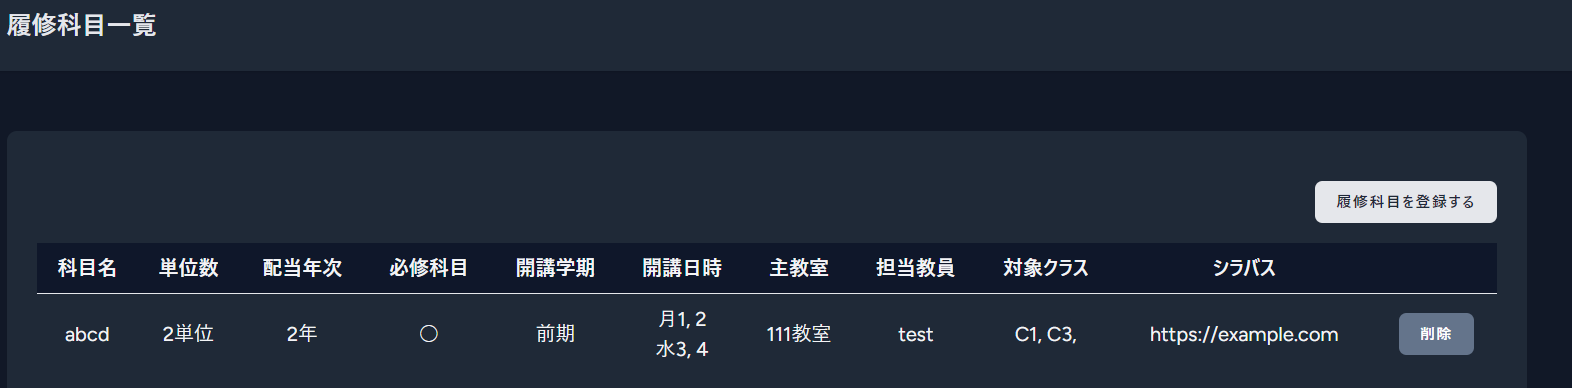 履修科目一覧
履修科目を登録する
科目名 単位数 配当年次 必修科目 開講学期 開講日時 主教室 担当教員 対象クラス シラバス
abcd 2単位 2年 〇 前期 月1, 2 111教室 test C1, C3, https://example.com 削除
水3, 4